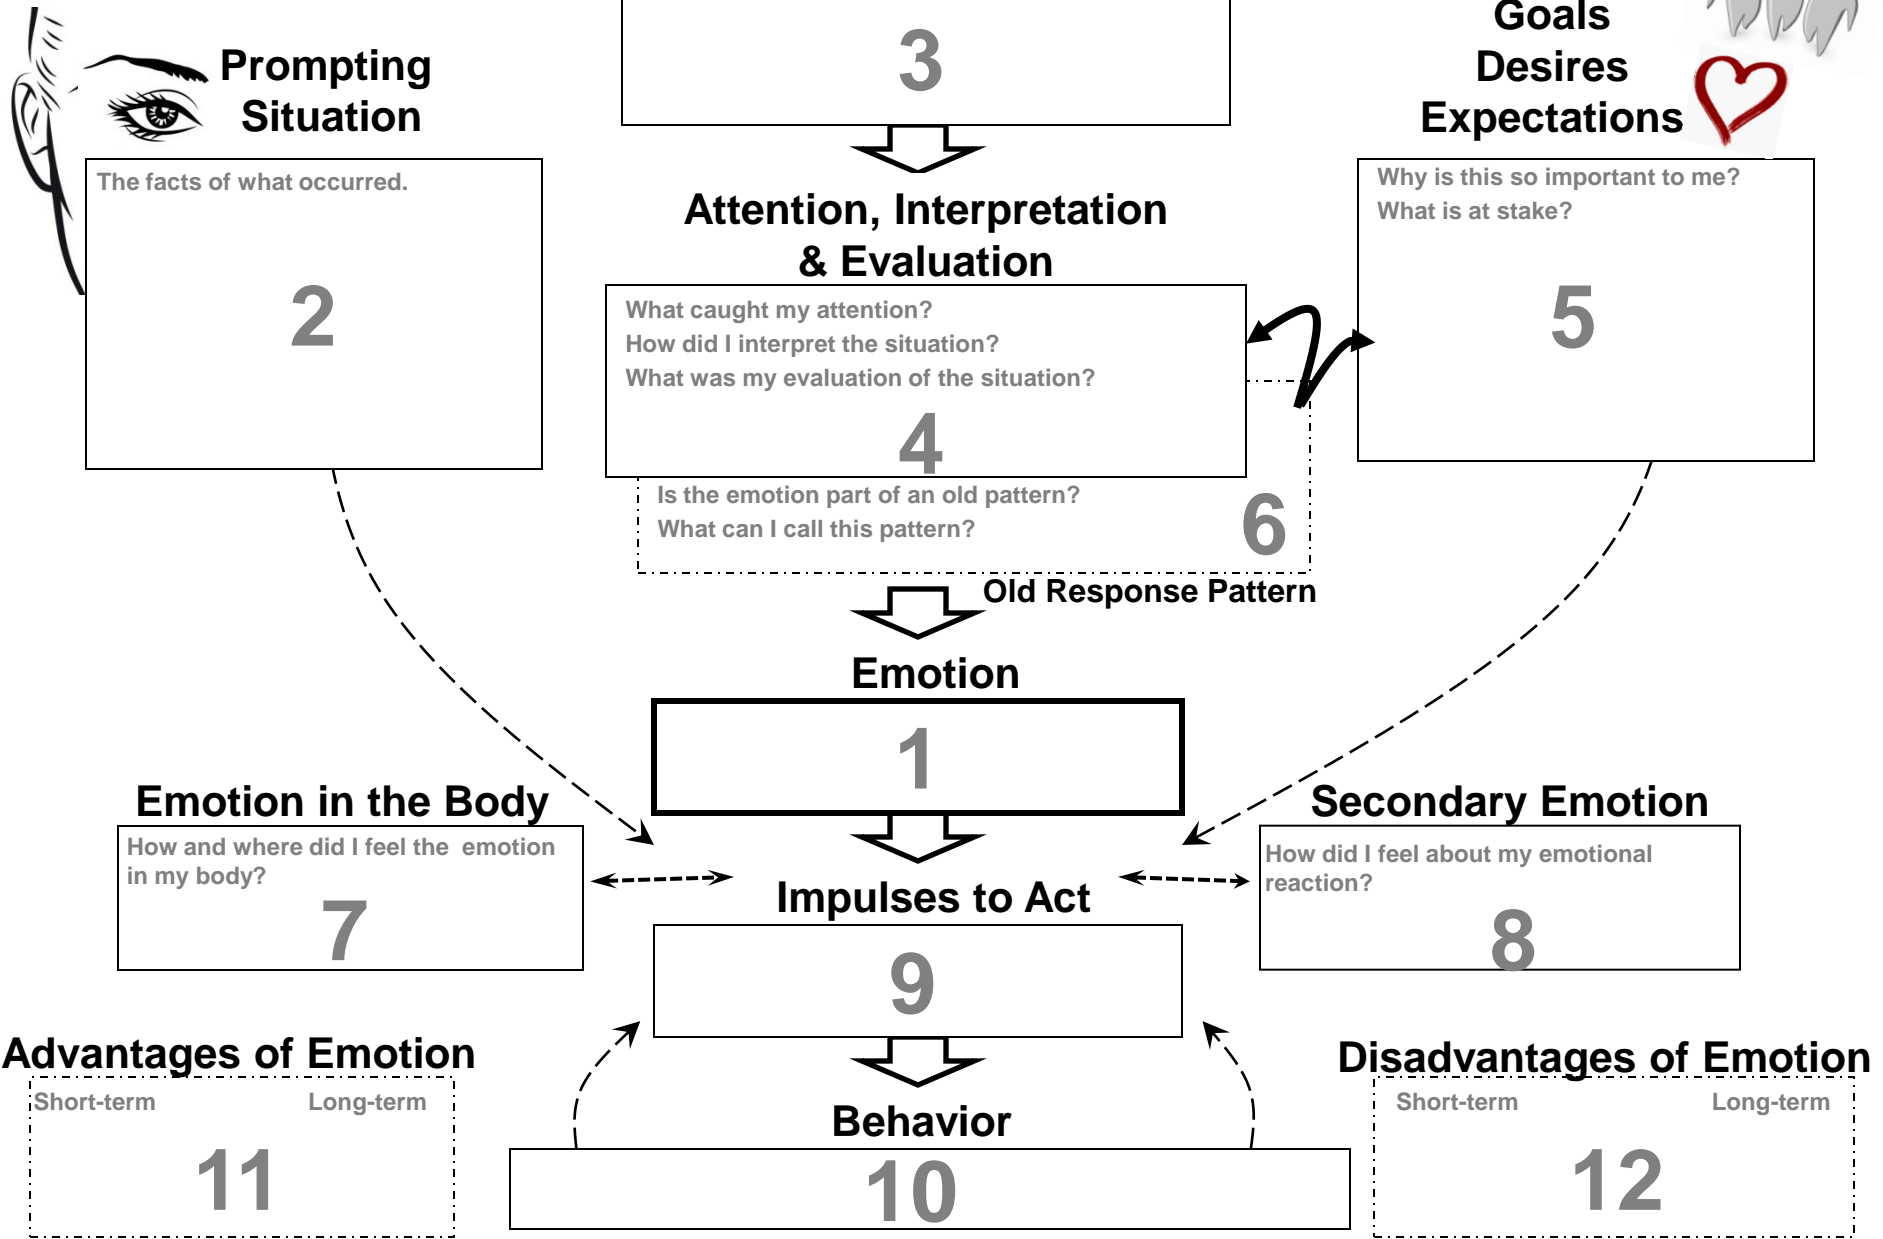 3
Goals
Desires
Expectations
Prompting
Situation
The facts of what occurred.
2
Attention, Interpretation
& Evaluation
What caught my attention?
How did I interpret the situation?
What was my evaluation of the situation?
4
Why is this so important to me?
What is at stake?
5
Is the emotion part of an old pattern?
What can I call this pattern?
6
Old Response Pattern
Emotion
1
Emotion in the Body
How and where did I feel the emotion
in my body?
7
Secondary Emotion
How did I feel about my emotional
reaction?
8
Impulses to Act
9
Advantages of Emotion
Short-term Long-term
11
Behavior
10
Disadvantages of Emotion
Short-term Long-term
12